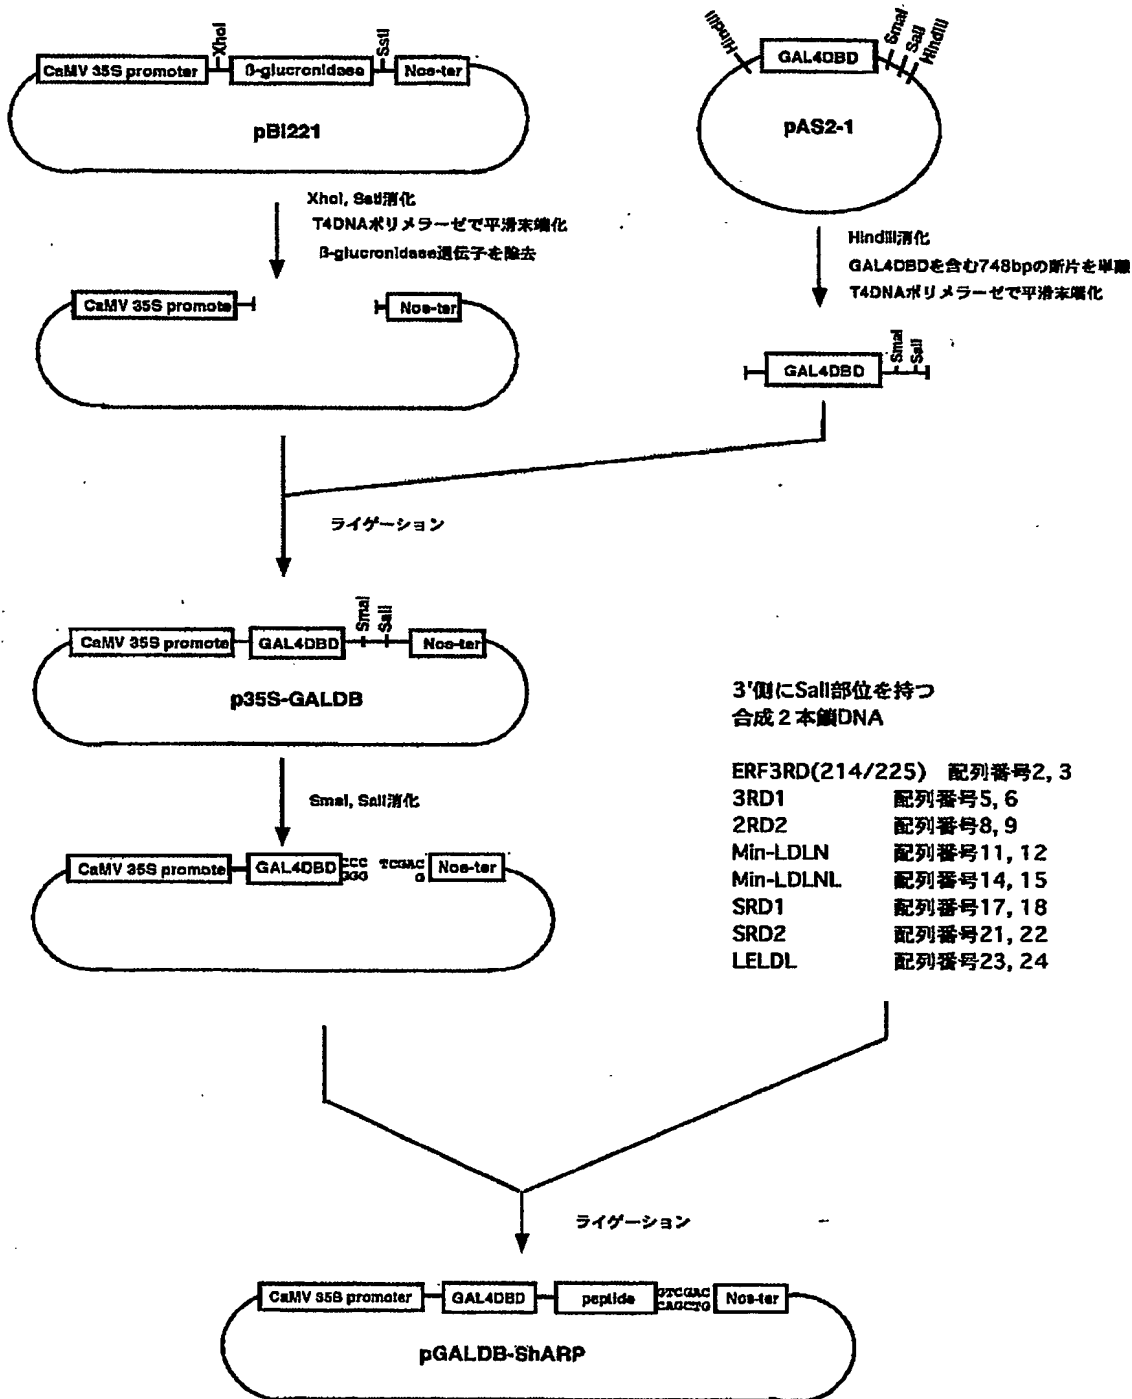 XhoI
SstI
CaMV 35S promoter
β-glucronidase
Nos-ter
pBI221
HindIII
GAL4DBD
SmaI
SalI
HindIII
pAS2-1
XhoI, SstI消化
T4DNAポリメラーゼで平滑末端化
β-glucronidase遺伝子を除去
HindIII消化
GAL4DBDを含む748bpの断片を単離
T4DNAポリメラーゼで平滑末端化
CaMV 35S promote
Nos-ter
GAL4DBD
SmaI
SalI
ライゲーション
CaMV 35S promote
GAL4DBD
SmaI
SalI
Nos-ter
p35S-GALDB
SmaI, SalI消化
CaMV 35S promote
GAL4DBD
CCC
GGG
TCGAC
G
Nos-ter
3'側にSalI部位を持つ
合成2本鎖DNA
ERF3RD(214/225) 配列番号2, 3
3RD1 配列番号5, 6
2RD2 配列番号8, 9
Min-LDLN 配列番号11, 12
Min-LDLNL 配列番号14, 15
SRD1 配列番号17, 18
SRD2 配列番号21, 22
LELDL 配列番号23, 24
ライゲーション
CaMV 35S promoter
GAL4DBD
peptide
GTCGAC
CAGCTG
Nos-ter
pGALDB-ShARP